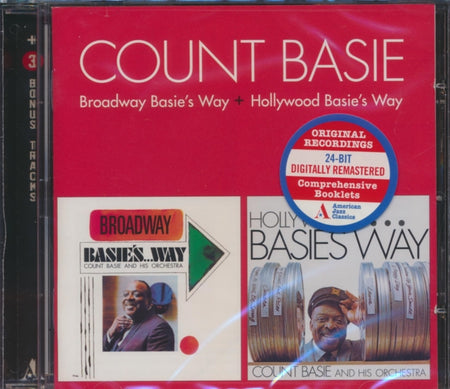 + 3 BONUS TRACKS
COUNT BASIE
Broadway Basie's Way + Hollywood Basie's Way
ORIGINAL
RECORDINGS
24-BIT
DIGITALLY REMASTERED
Comprehensive
Booklets
American
Jazz
Classics
BROADWAY
BASIE'S...WAY
COUNT BASIE AND HIS ORCHESTRA
HOLLYWOOD...
BASIE'S WAY
COUNT BASIE AND HIS ORCHESTRA